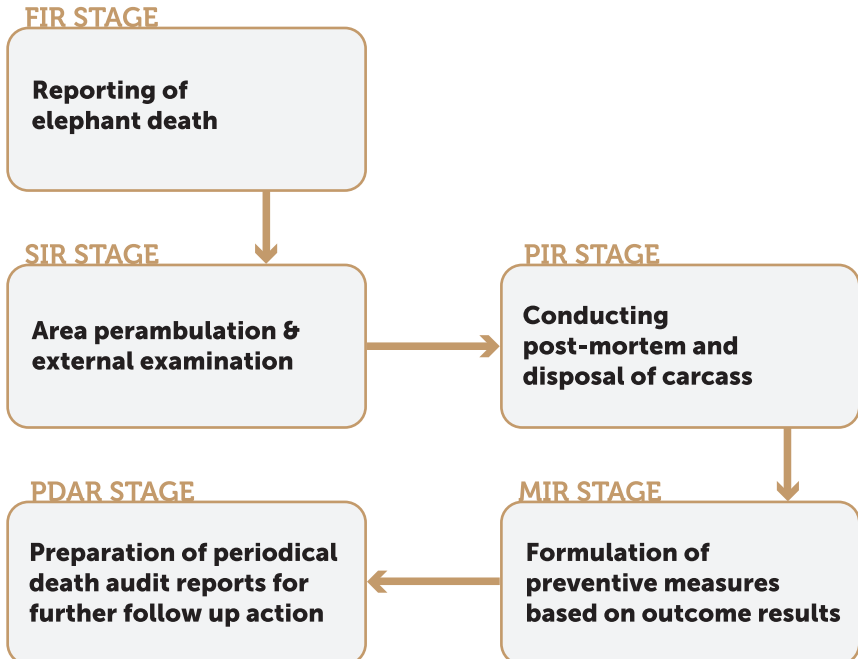 FIR STAGE
Reporting of
elephant death
SIR STAGE
Area perambulation &
external examination
PIR STAGE
Conducting
post-mortem and
disposal of carcass
MIR STAGE
Formulation of
preventive measures
based on outcome results
PDAR STAGE
Preparation of periodical
death audit reports for
further follow up action